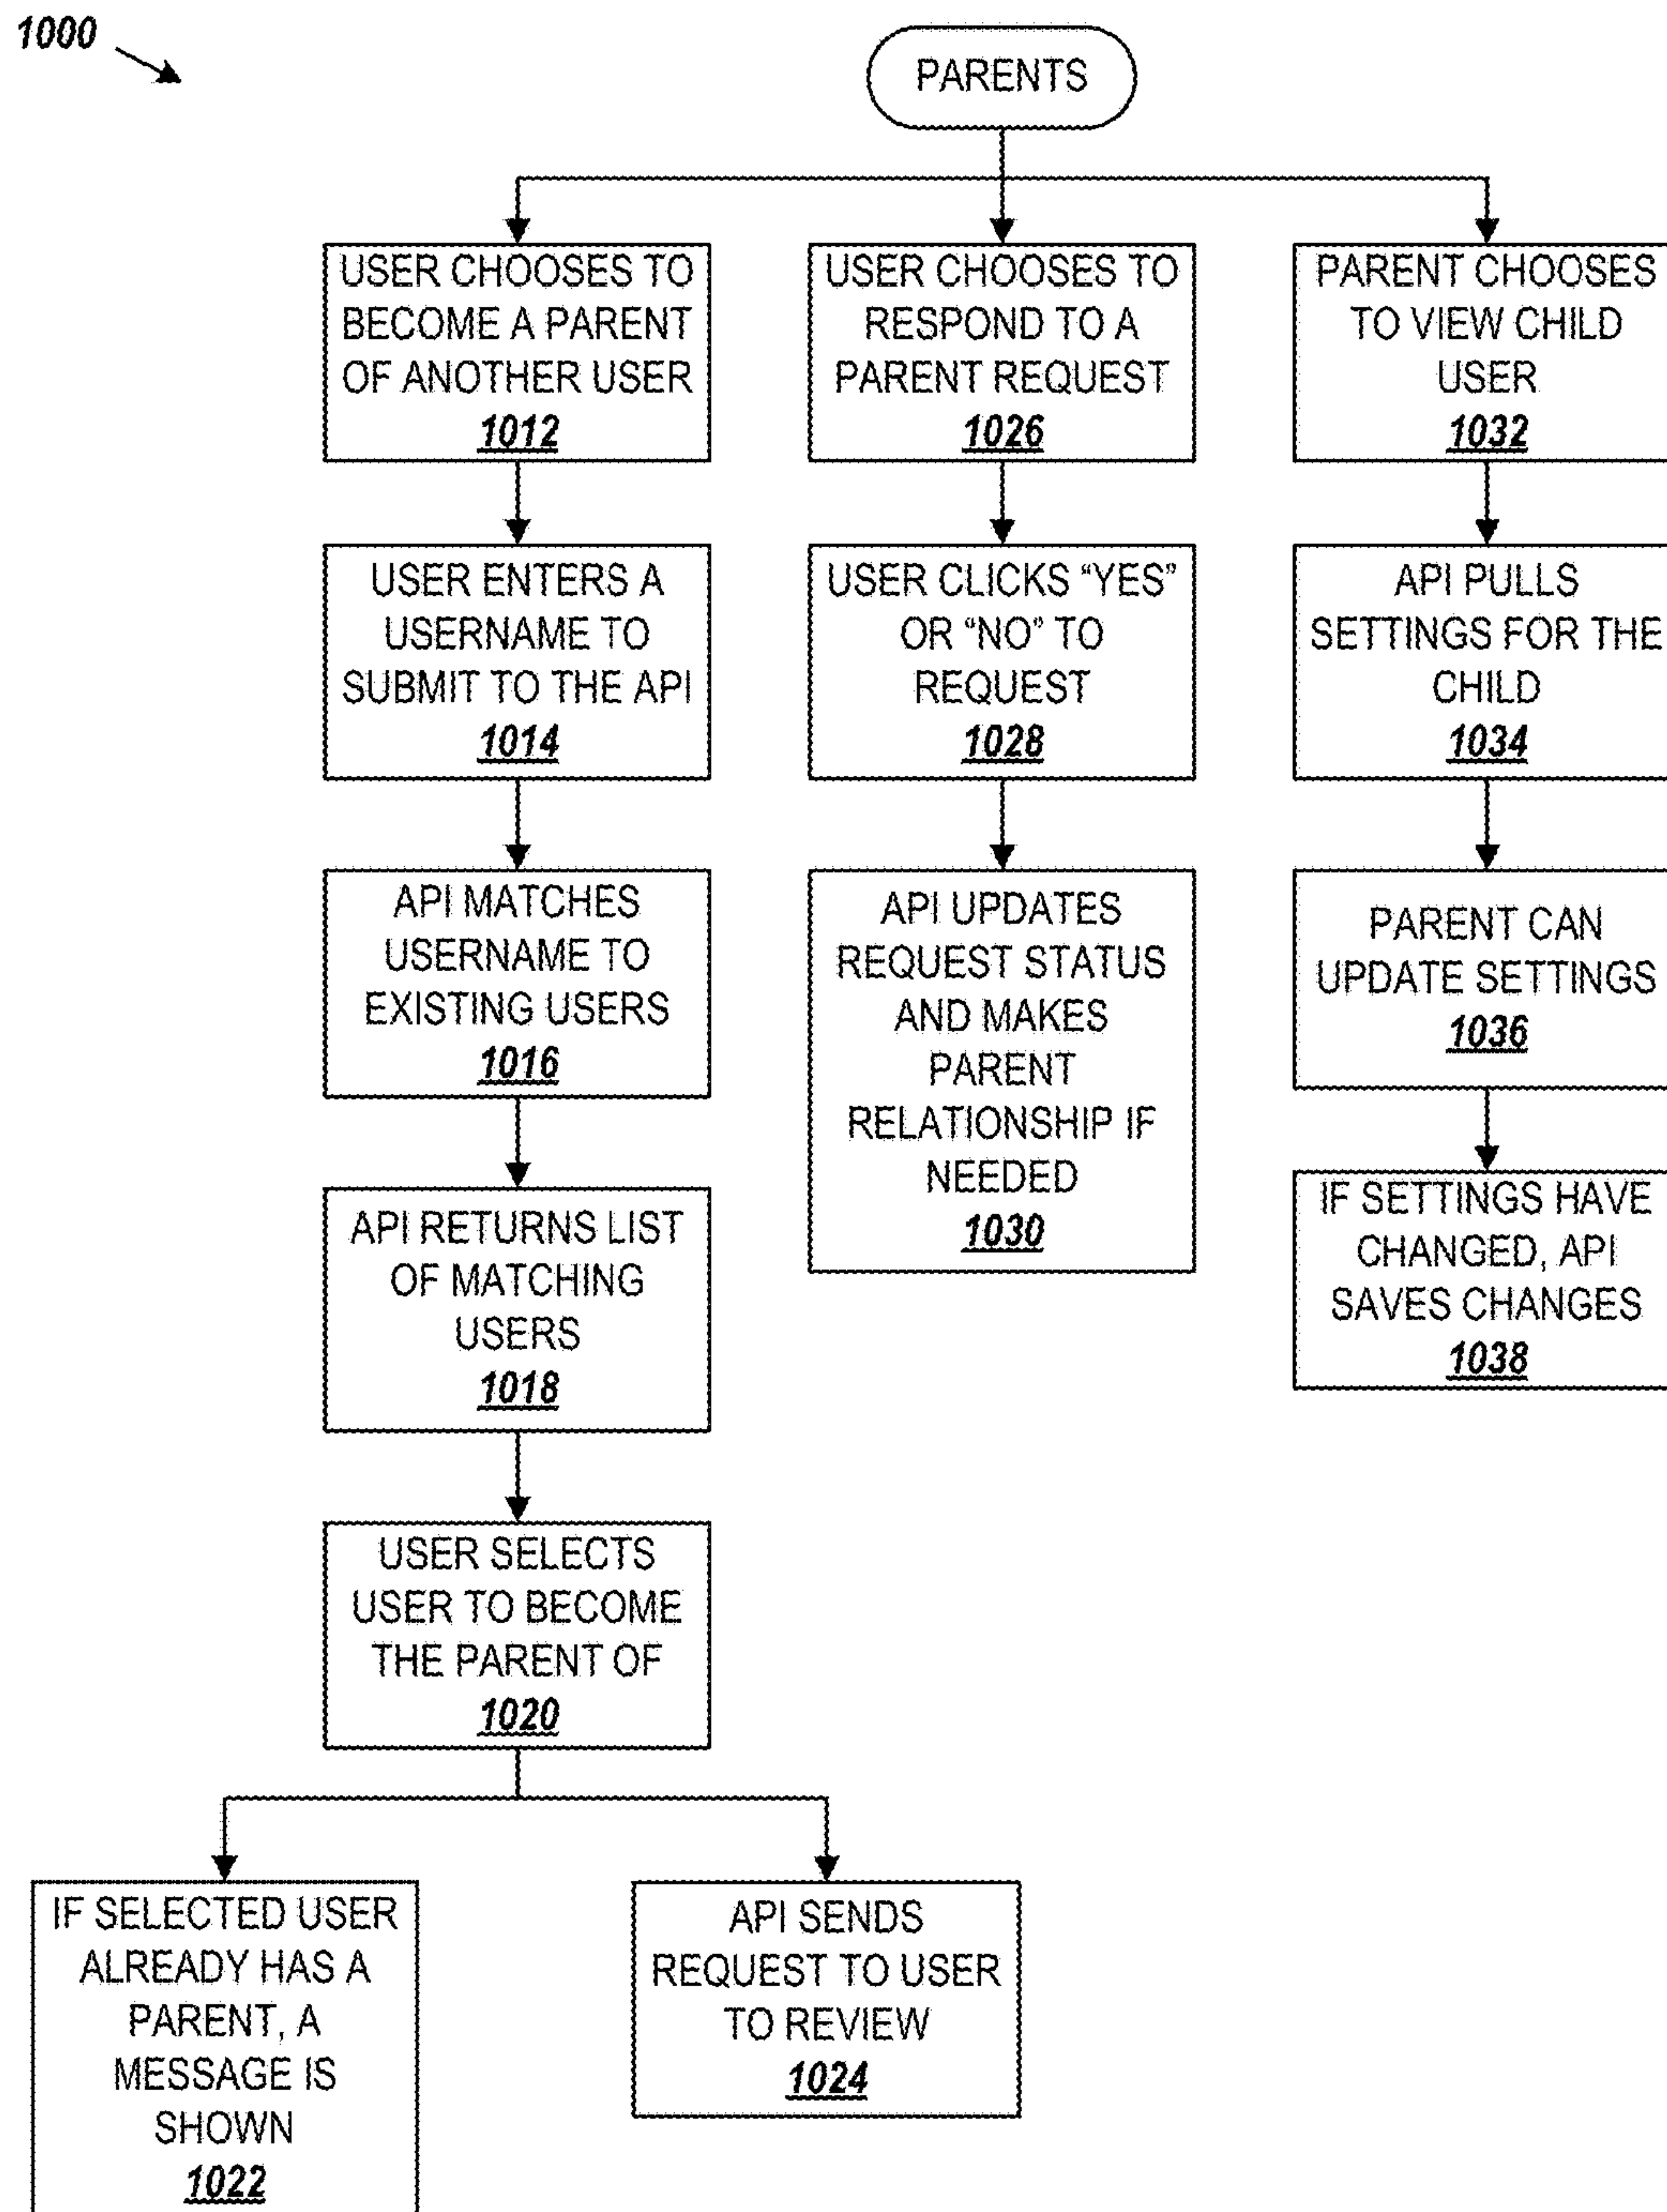 1000
PARENTS
USER CHOOSES TO
BECOME A PARENT
OF ANOTHER USER
1012
USER ENTERS A
USERNAME TO
SUBMIT TO THE API
1014
API MATCHES
USERNAME TO
EXISTING USERS
1016
API RETURNS LIST
OF MATCHING
USERS
1018
USER SELECTS
USER TO BECOME
THE PARENT OF
1020
IF SELECTED USER
ALREADY HAS A
PARENT, A
MESSAGE IS
SHOWN
1022
API SENDS
REQUEST TO USER
TO REVIEW
1024
USER CHOOSES TO
RESPOND TO A
PARENT REQUEST
1026
USER CLICKS “YES”
OR “NO” TO
REQUEST
1028
API UPDATES
REQUEST STATUS
AND MAKES
PARENT
RELATIONSHIP IF
NEEDED
1030
PARENT CHOOSES
TO VIEW CHILD
USER
1032
API PULLS
SETTINGS FOR THE
CHILD
1034
PARENT CAN
UPDATE SETTINGS
1036
IF SETTINGS HAVE
CHANGED, API
SAVES CHANGES
1038